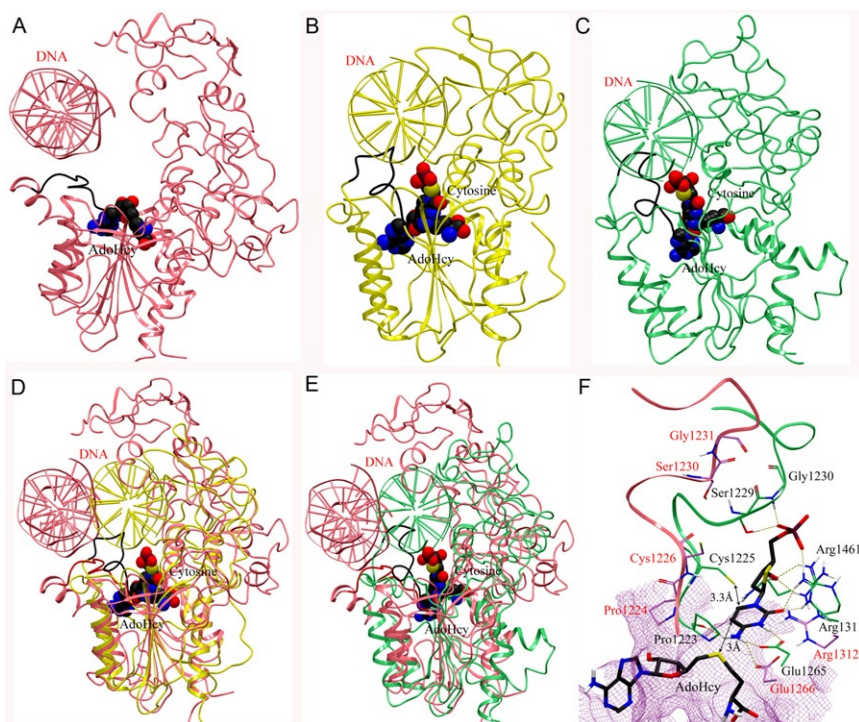 A
DNA
AdoHcy
B
DNA
Cytosine
AdoHcy
C
DNA
Cytosine
AdoHcy
D
DNA
Cytosine
AdoHcy
E
DNA
Cytosine
AdoHcy
F
Gly1231
Ser1230
Gly1230
Ser1229
Arg1461
Cys1226
Cys1225
3.3Å
Pro1224
Arg131
Pro1223
3Å
Arg1312
Glu1265
Glu1266
AdoHcy